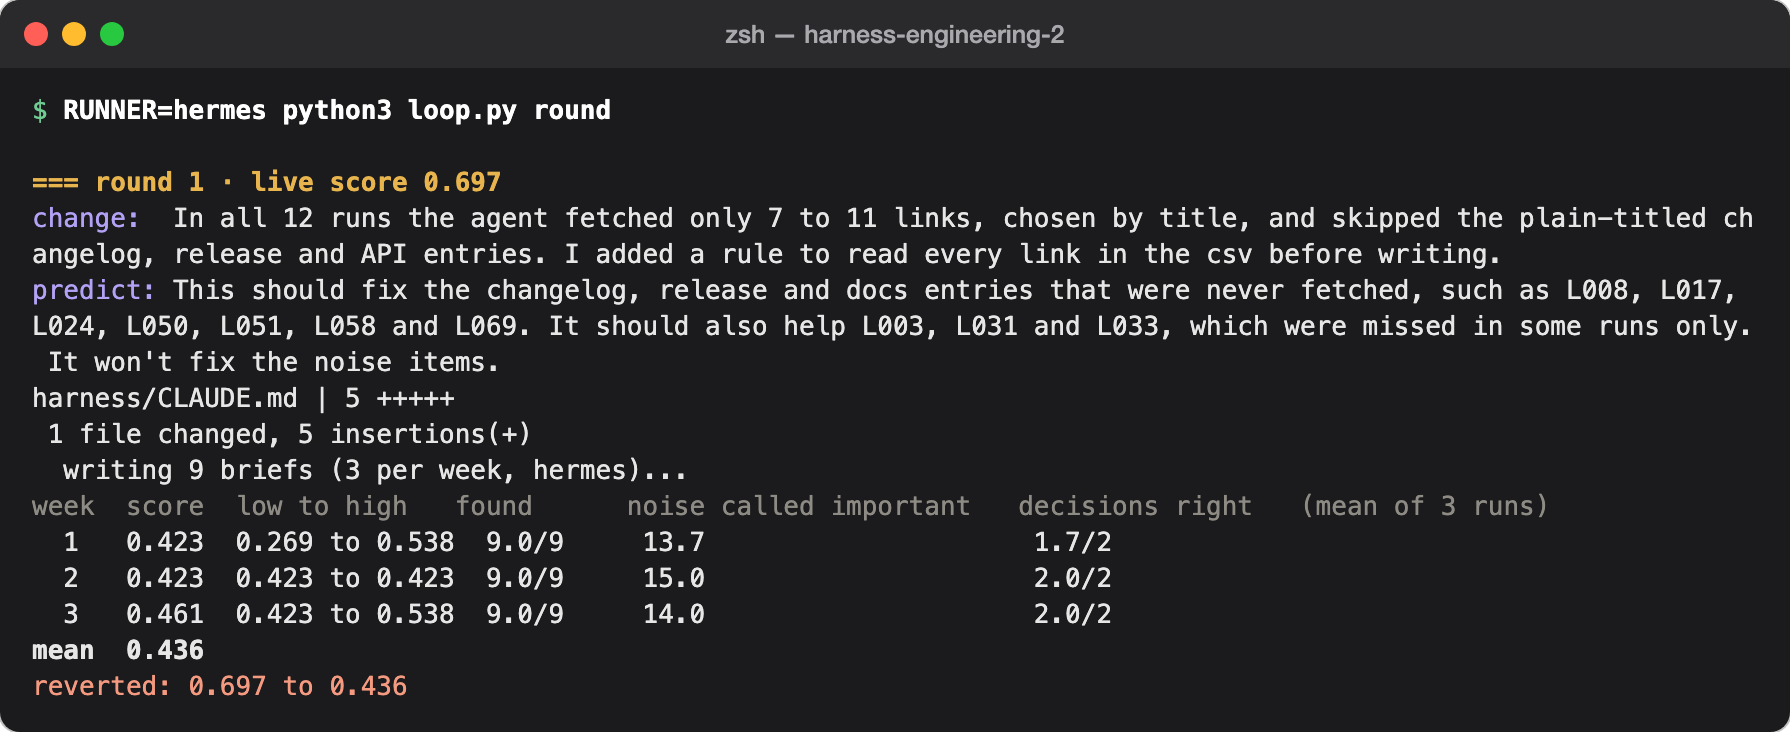 zsh — harness-engineering-2
$ RUNNER=hermes python3 loop.py round
=== round 1 · live score 0.697
change:  In all 12 runs the agent fetched only 7 to 11 links, chosen by title, and skipped the plain-titled ch
angelog, release and API entries. I added a rule to read every link in the csv before writing.
predict: This should fix the changelog, release and docs entries that were never fetched, such as L008, L017,
L024, L050, L051, L058 and L069. It should also help L003, L031 and L033, which were missed in some runs only.
 It won't fix the noise items.
harness/CLAUDE.md | 5 +++++
 1 file changed, 5 insertions(+)
  writing 9 briefs (3 per week, hermes)...
week  score  low to high   found      noise called important   decisions right   (mean of 3 runs)
  1   0.423  0.269 to 0.538  9.0/9     13.7                     1.7/2
  2   0.423  0.423 to 0.423  9.0/9     15.0                     2.0/2
  3   0.461  0.423 to 0.538  9.0/9     14.0                     2.0/2
mean  0.436
reverted: 0.697 to 0.436